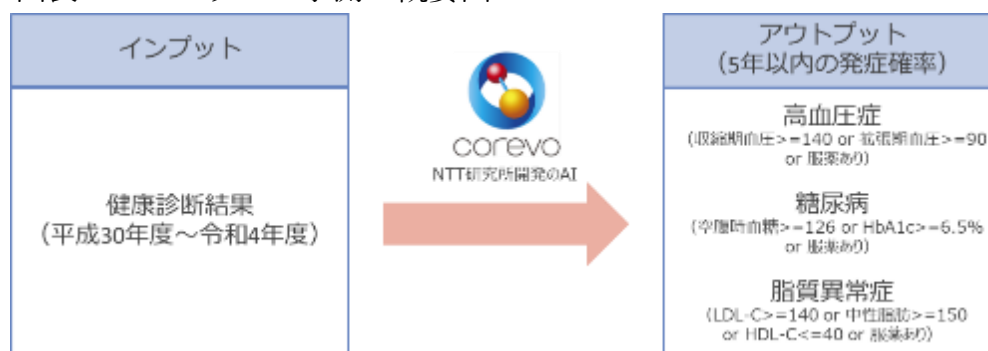 インプット
健康診断結果
（平成30年度～令和4年度）
corevo
NTT研究所開発のAI
アウトプット
（5年以内の発症確率）
高血圧症
（収縮期血圧>=140 or 拡張期血圧>=90
or 服薬あり）
糖尿病
（空腹時血糖>=126 or HbA1c>=6.5%
or 服薬あり）
脂質異常症
（LDL-C>=140 or 中性脂肪>=150
or HDL-C<=40 or 服薬あり）